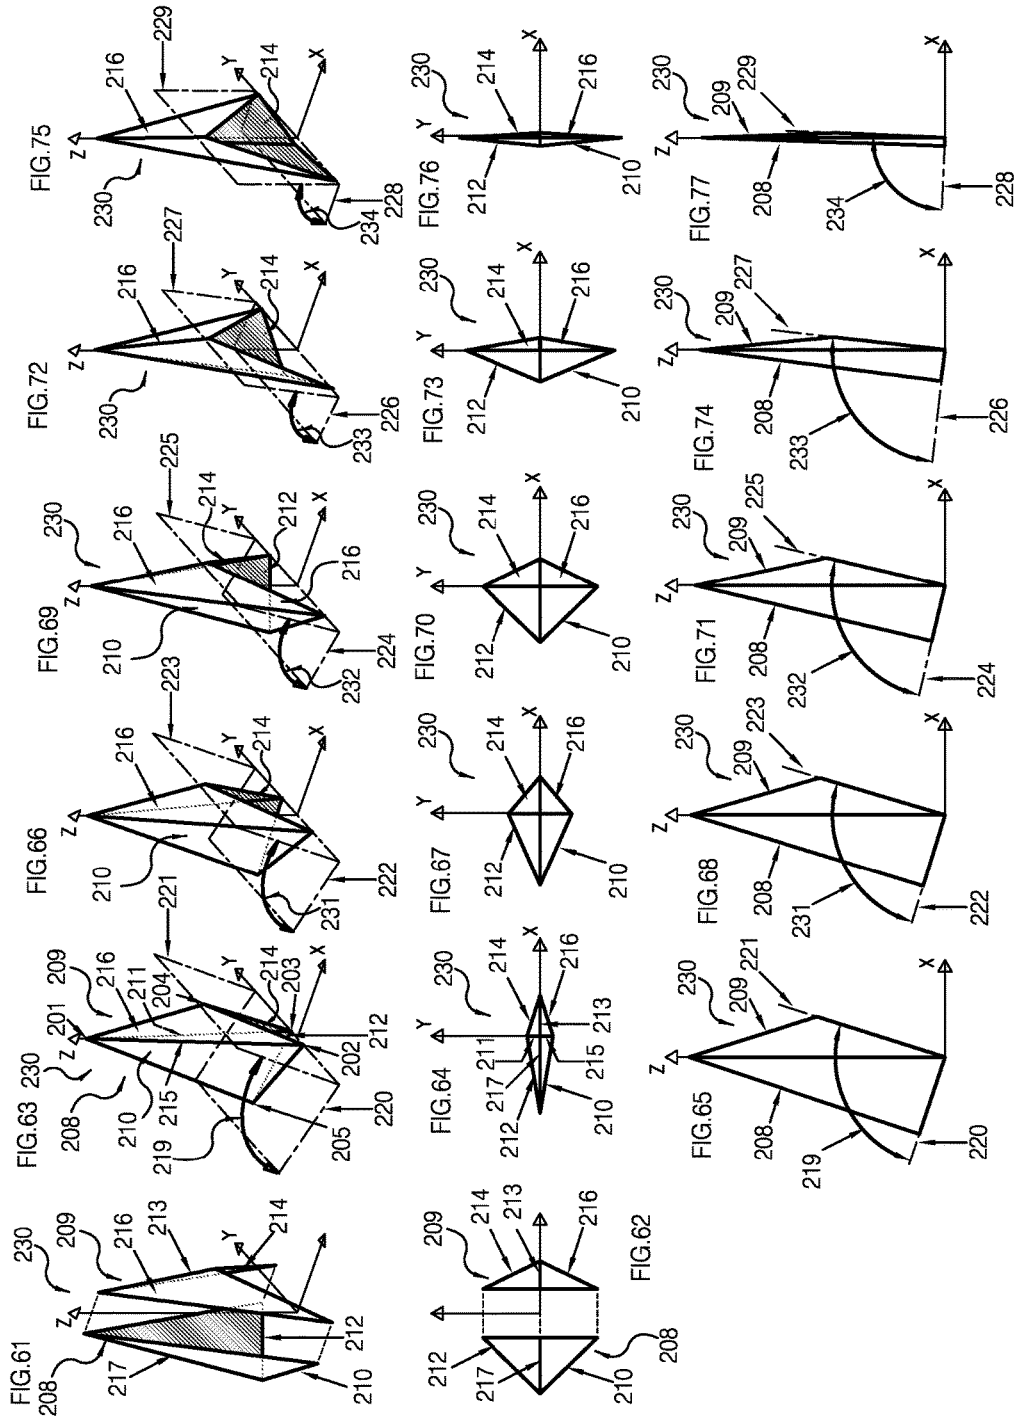 FIG.61
230
209
216
213
Z
Y
214
208
217
210
212
FIG.62
209
214
213
216
212
217
210
208
FIG.63
230
201
209
Z
208
216
211
204
221
210
215
219
Y
214
203
X
212
202
205
220
FIG.64
230
Y
214
216
X
211
217
213
215
212
210
FIG.65
230
Z
209
221
208
219
X
220
FIG.66
Z
216
223
210
Y
214
X
231
222
FIG.67
230
Y
214
216
X
212
210
FIG.68
230
Z
209
223
208
231
X
222
FIG.69
230
Z
216
225
214
210
Y
212
X
216
232
224
FIG.70
230
Y
214
216
X
212
210
FIG.71
230
Z
209
225
208
232
X
224
FIG.72
230
Z
216
227
Y
214
X
233
226
FIG.73
230
Y
214
216
X
212
210
FIG.74
230
Z
209
227
208
233
X
226
FIG.75
230
Z
216
229
Y
214
X
234
228
FIG.76
230
Y
214
216
X
212
210
FIG.77
230
Z
209
229
208
234
X
228